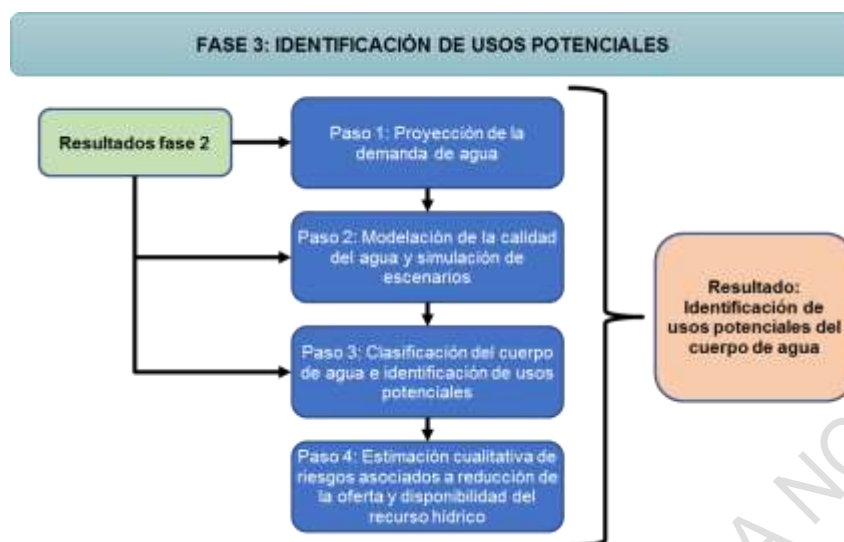 FASE 3: IDENTIFICACIÓN DE USOS POTENCIALES
Resultados fase 2
Paso 1: Proyección de la
demanda de agua
Paso 2: Modelación de la calidad
del agua y simulación de
escenarios
Paso 3: Clasificación del cuerpo
de agua e identificación de usos
potenciales
Paso 4: Estimación cualitativa de
riesgos asociados a reducción de
la oferta y disponibilidad del
recurso hídrico
Resultado:
Identificación de
usos potenciales del
cuerpo de agua